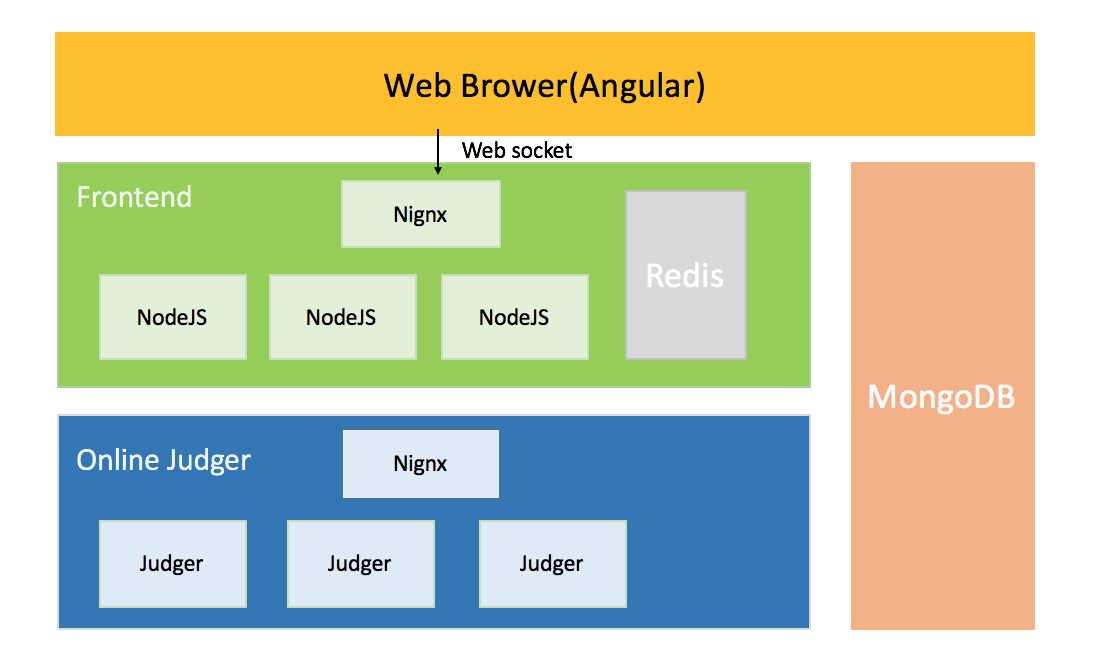 Web Brower(Angular)
Web socket
Frontend
Nignx
Redis
NodeJS
NodeJS
NodeJS
MongoDB
Online Judger
Nignx
Judger
Judger
Judger